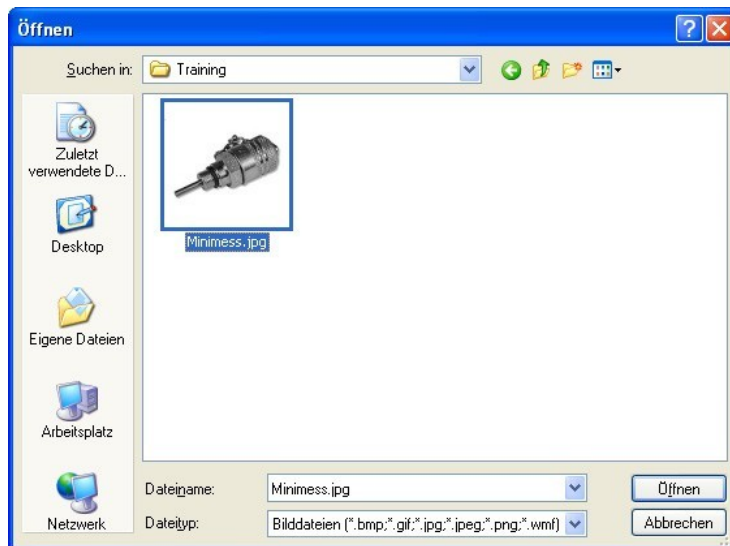 Öffnen
Suchen in:
Training
Zuletzt
verwendete D...
Desktop
Eigene Dateien
Arbeitsplatz
Netzwerk
Minimess.jpg
Dateiname:
Minimess.jpg
Öffnen
Dateityp:
Bilddateien (*.bmp;*.gif;*.jpg;*.jpeg;*.png;*.wmf)
Abbrechen